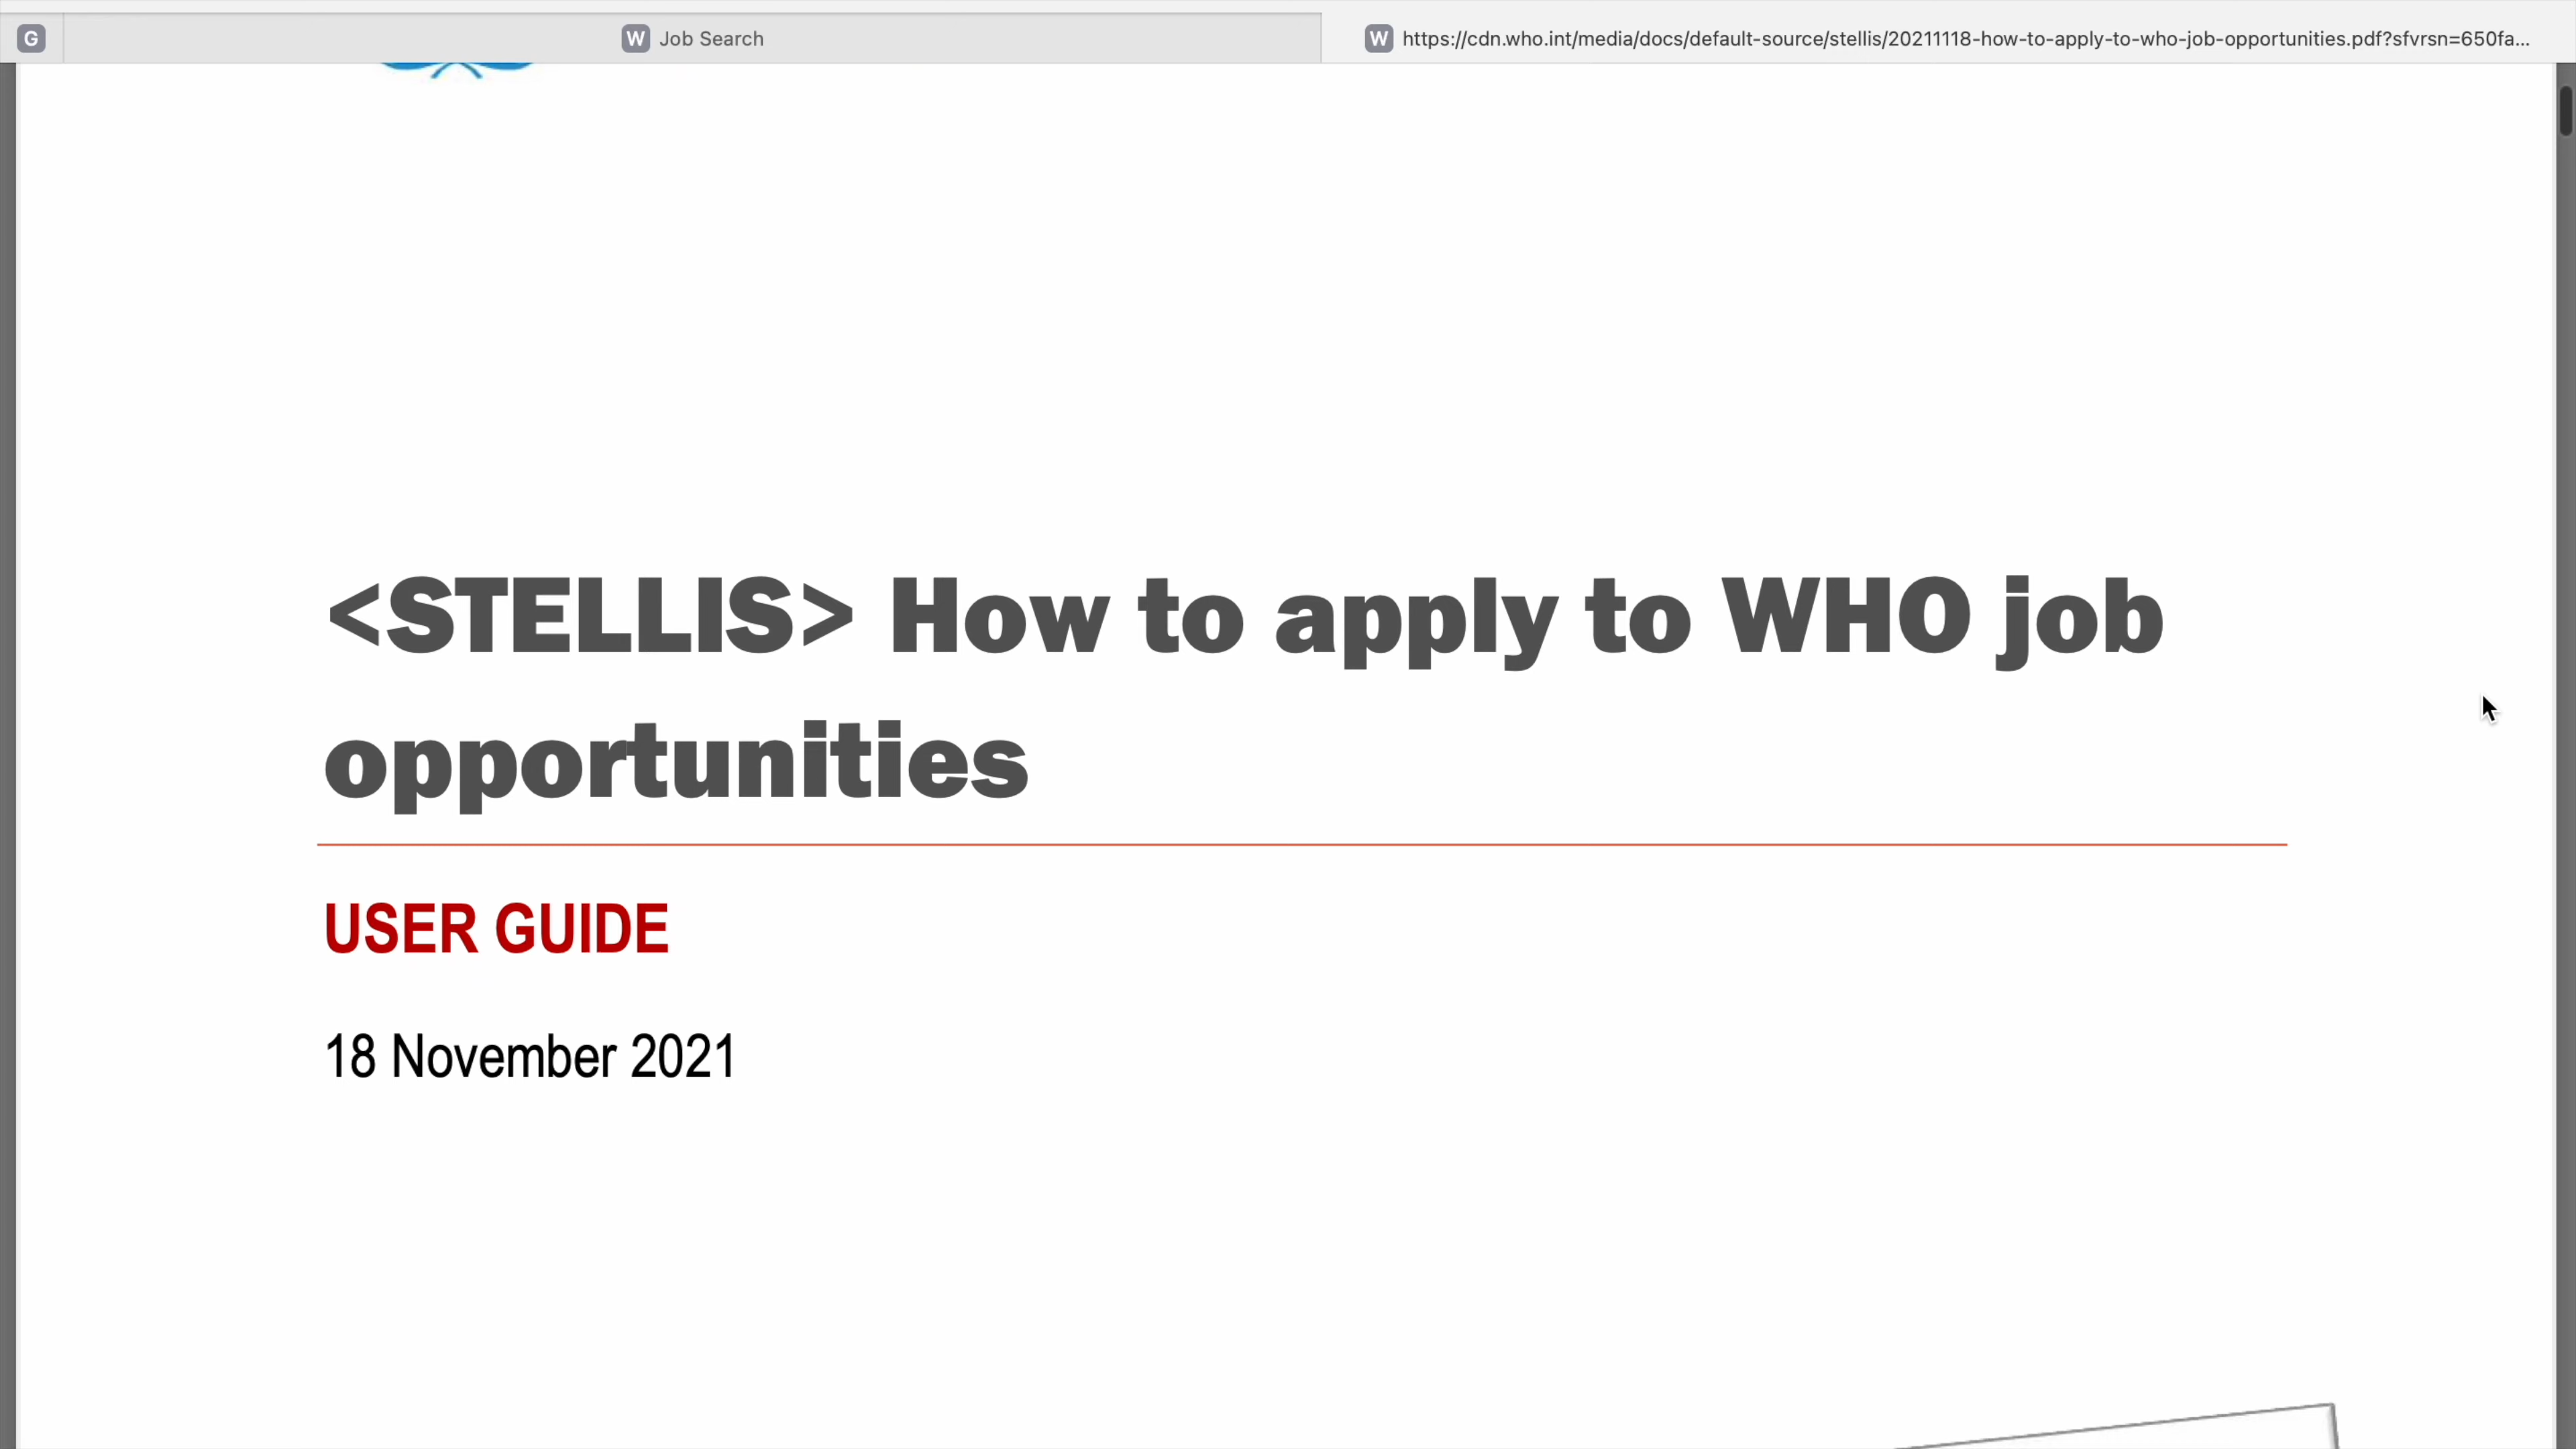 G
W Job Search
W https://cdn.who.int/media/docs/default-source/stellis/20211118-how-to-apply-to-who-job-opportunities.pdf?sfvrsn=650fa...
<STELLIS> How to apply to WHO job
opportunities
USER GUIDE
18 November 2021